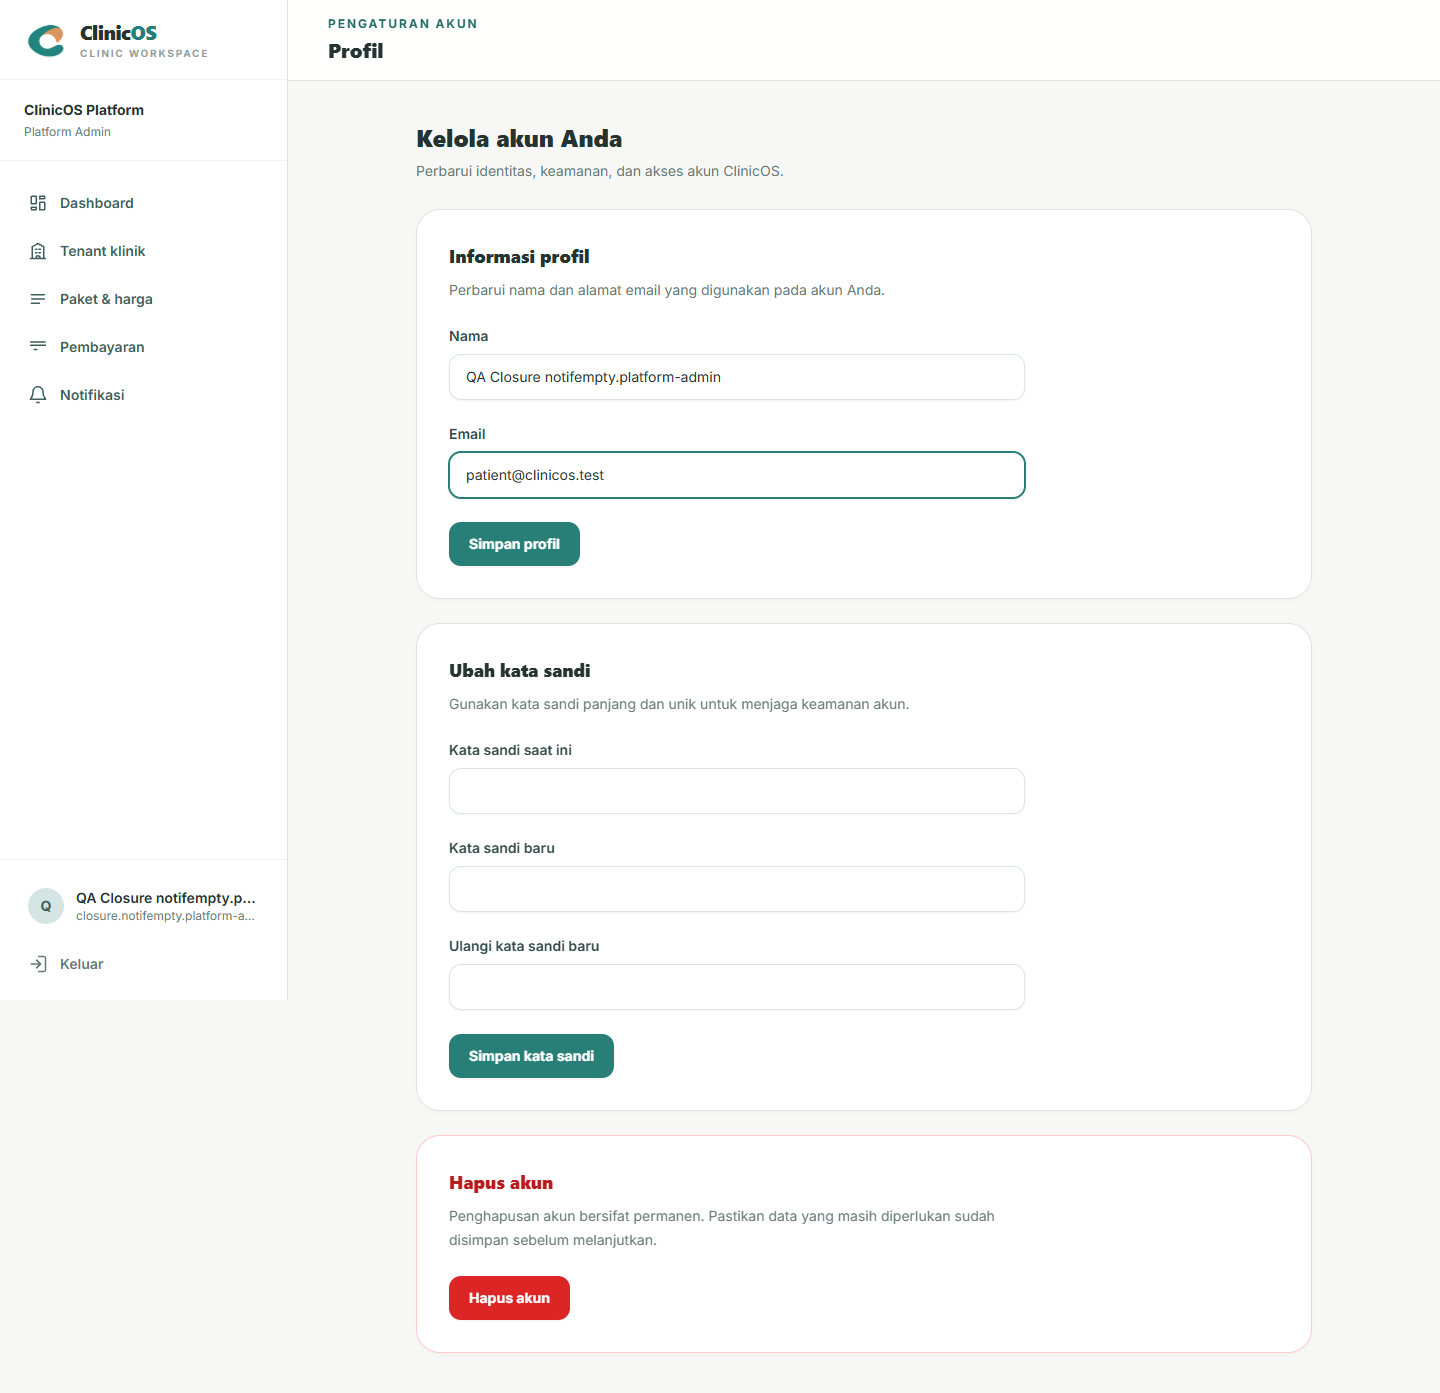 ClinicOS
CLINIC WORKSPACE
ClinicOS Platform
Platform Admin
Dashboard
Tenant klinik
Paket & harga
Pembayaran
Notifikasi
Q
QA Closure notifempty.p...
closure.notifempty.platform-a...
Keluar
PENGATURAN AKUN
Profil
Kelola akun Anda
Perbarui identitas, keamanan, dan akses akun ClinicOS.
Informasi profil
Perbarui nama dan alamat email yang digunakan pada akun Anda.
Nama
QA Closure notifempty.platform-admin
Email
patient@clinicos.test
Simpan profil
Ubah kata sandi
Gunakan kata sandi panjang dan unik untuk menjaga keamanan akun.
Kata sandi saat ini
Kata sandi baru
Ulangi kata sandi baru
Simpan kata sandi
Hapus akun
Penghapusan akun bersifat permanen. Pastikan data yang masih diperlukan sudah
disimpan sebelum melanjutkan.
Hapus akun